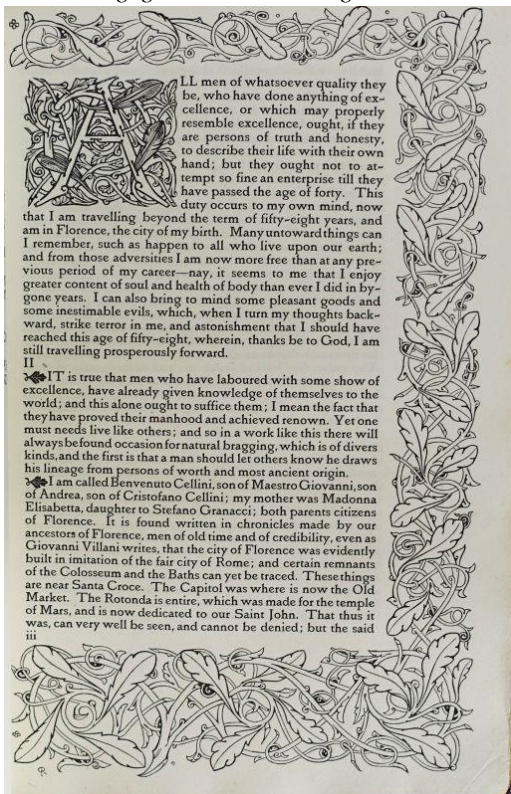 ALL men of whatsoever quality they
be, who have done anything of ex-
cellence, or which may properly
resemble excellence, ought, if they
are persons of truth and honesty,
to describe their life with their own
hand; but they ought not to at-
tempt so fine an enterprise till they
have passed the age of forty. This
duty occurs to my own mind, now
that I am travelling beyond the term of fifty-eight years, and
am in Florence, the city of my birth. Many untoward things can
I remember, such as happen to all who live upon our earth;
and from those adversities I am now more free than at any pre-
vious period of my career—nay, it seems to me that I enjoy
greater content of soul and health of body than ever I did in by-
gone years. I can also bring to mind some pleasant goods and
some inestimable evils, which, when I turn my thoughts back-
ward, strike terror in me, and astonishment that I should have
reached this age of fifty-eight, wherein, thanks be to God, I am
still travelling prosperously forward.
II
IT is true that men who have laboured with some show of
excellence, have already given knowledge of themselves to the
world; and this alone ought to suffice them; I mean the fact that
they have proved their manhood and achieved renown. Yet one
must needs live like others; and so in a work like this there will
always be found occasion for natural bragging, which is of divers
kinds, and the first is that a man should let others know he draws
his lineage from persons of worth and most ancient origin.
I am called Benvenuto Cellini, son of Maestro Giovanni, son
of Andrea, son of Cristofano Cellini; my mother was Madonna
Elisabetta, daughter to Stefano Granacci; both parents citizens
of Florence. It is found written in chronicles made by our
ancestors of Florence, men of old time and of credibility, even as
Giovanni Villani writes, that the city of Florence was evidently
built in imitation of the fair city of Rome; and certain remnants
of the Colosseum and the Baths can yet be traced. These things
are near Santa Croce. The Capitol was where is now the Old
Market. The Rotonda is entire, which was made for the temple
of Mars, and is now dedicated to our Saint John. That thus it
was, can very well be seen, and cannot be denied; but the said
iii